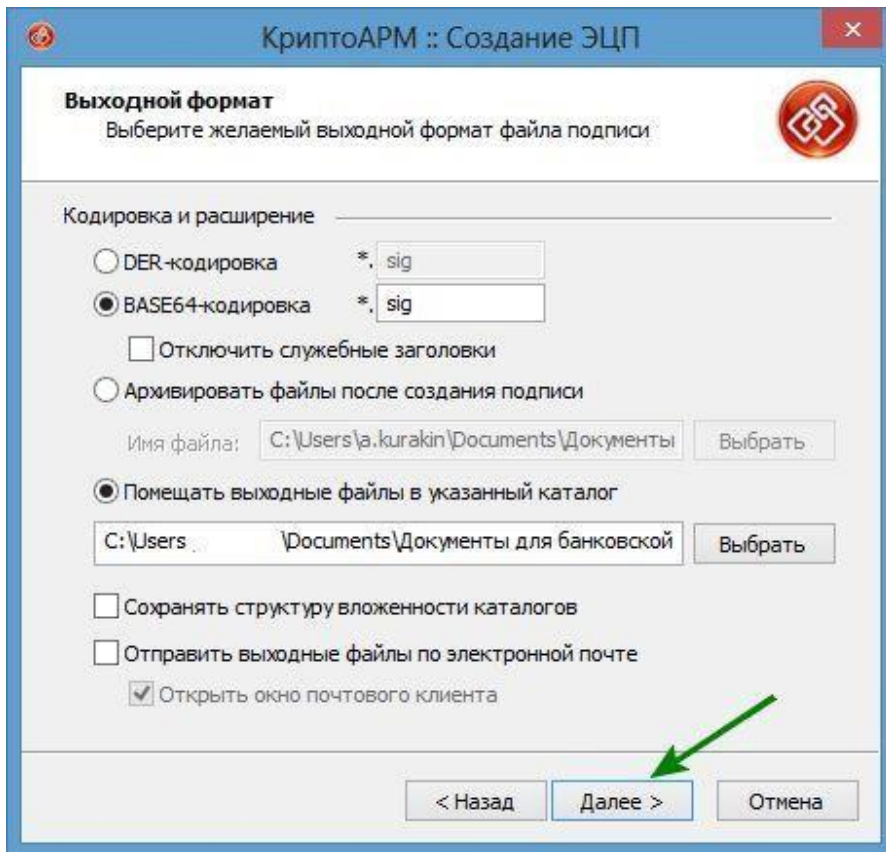 КриптоАРМ :: Создание ЭЦП
Выходной формат
Выберите желаемый выходной формат файла подписи
Кодировка и расширение
DER-кодировка *. sig
BASE64-кодировка *. sig
Отключить служебные заголовки
Архивировать файлы после создания подписи
Имя файла: C:\Users\a.kurakin\Documents\Документы Выбрать
Помещать выходные файлы в указанный каталог
C:\Users \Documents\Документы для банковской Выбрать
Сохранять структуру вложенности каталогов
Отправить выходные файлы по электронной почте
Открыть окно почтового клиента
< Назад Далее > Отмена